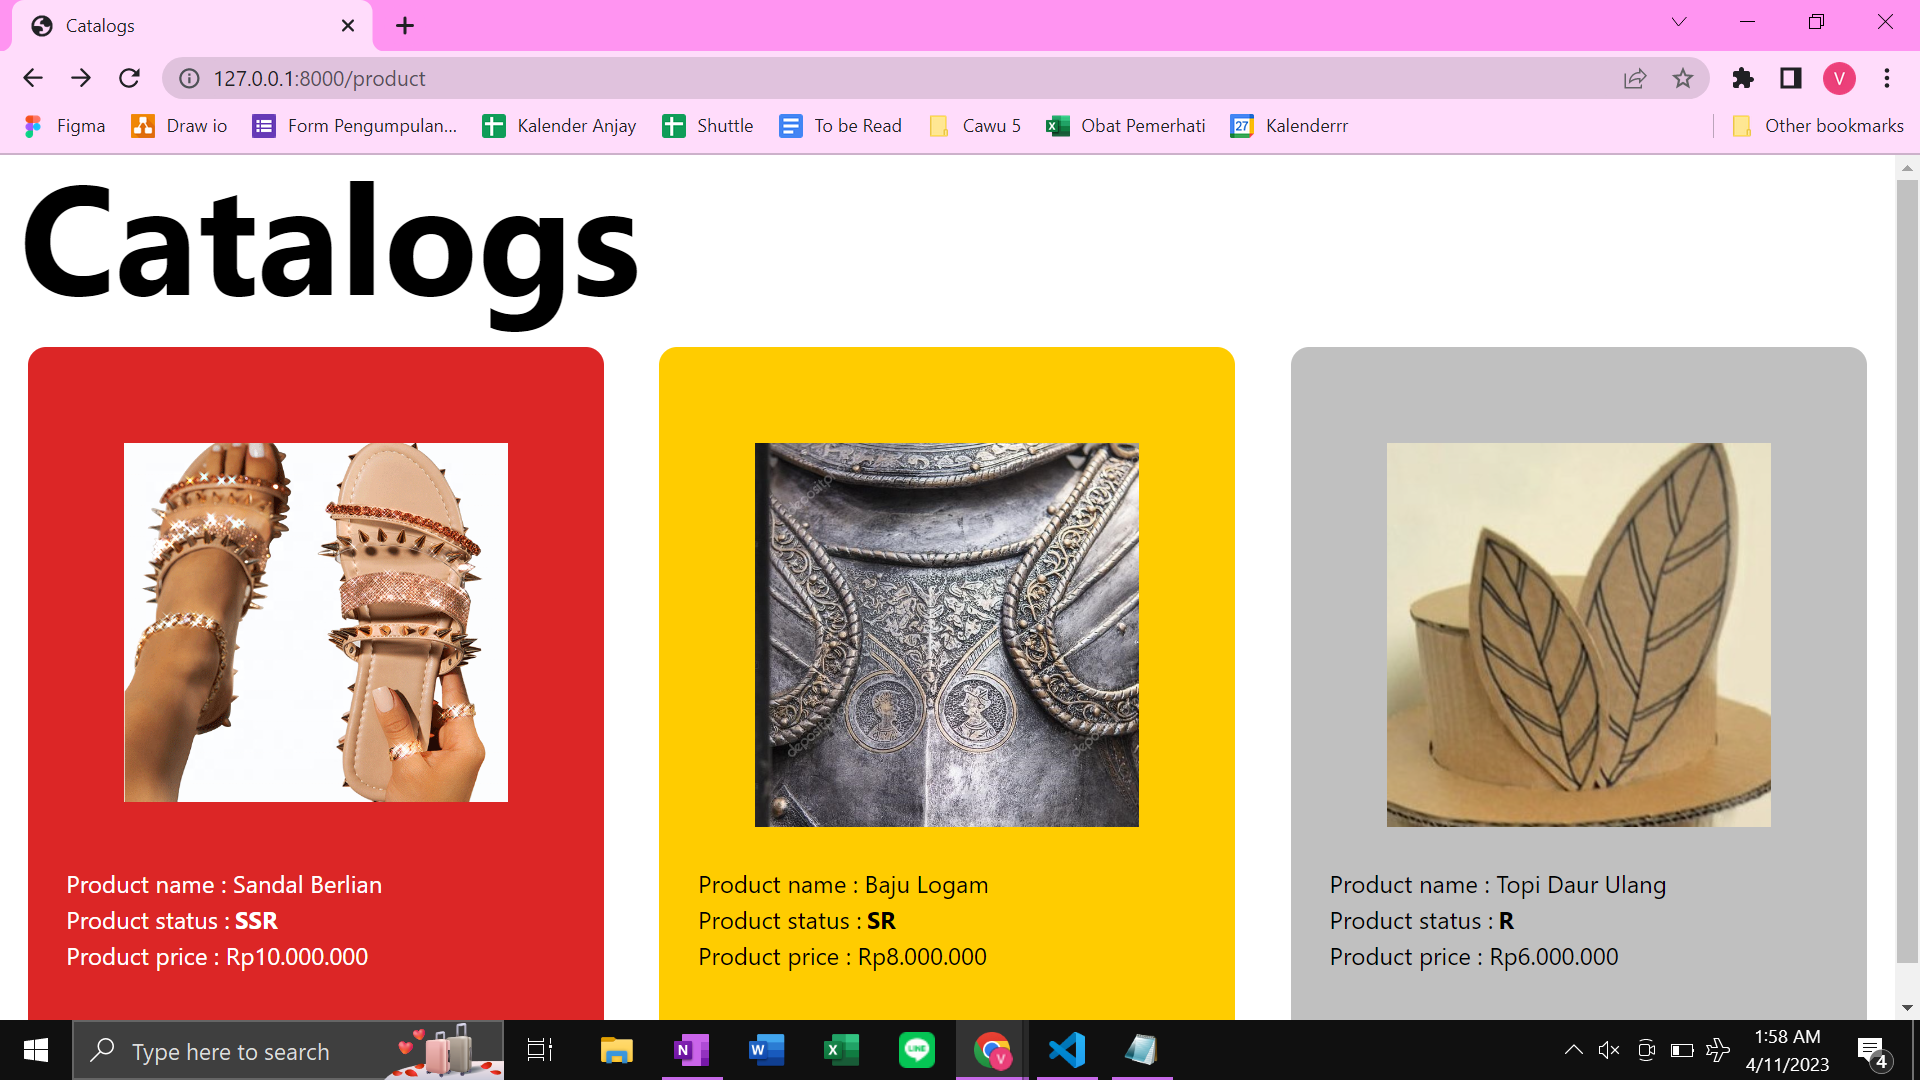 Catalogs
127.0.0.1:8000/product
V
Figma
Draw io
Form Pengumpulan...
Kalender Anjay
Shuttle
To be Read
Cawu 5
Obat Pemerhati
27
Kalenderrr
Other bookmarks
Catalogs
depositphotos
Product name : Sandal Berlian
Product status : SSR
Product price : Rp10.000.000
Product name : Baju Logam
Product status : SR
Product price : Rp8.000.000
Product name : Topi Daur Ulang
Product status : R
Product price : Rp6.000.000
Type here to search
N
W
X
LINE
V
1:58 AM
4/11/2023
4